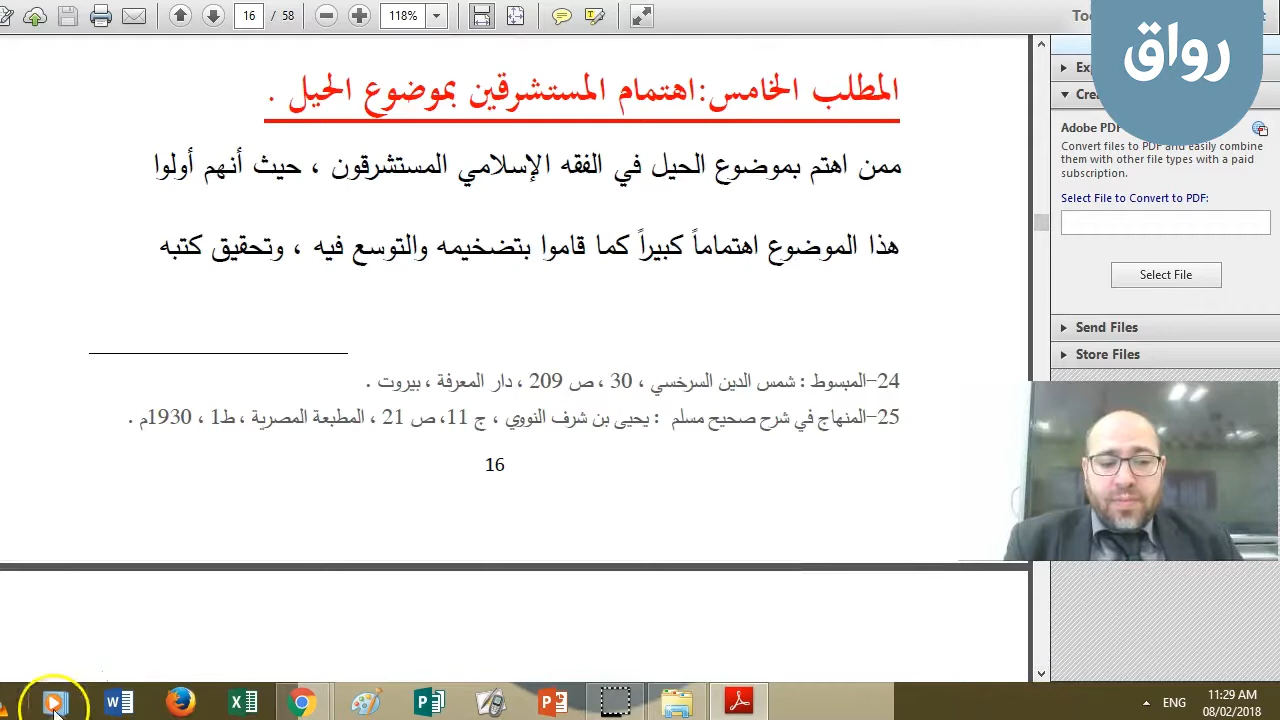 16 / 58
118%
رواق
المطلب الخامس:اهتمام المستشرقين بموضوع الحيل .
ممن اهتم بموضوع الحيل في الفقه الإسلامي المستشرقون ، حيث أنهم أولوا
هذا الموضوع اهتماماً كبيراً كما قاموا بتضخيمه والتوسع فيه ، وتحقيق كتبه
24-المبسوط : شمس الدين السرخسي ، 30 ، ص 209 ، دار المعرفة ، بيروت .
25-المنهاج في شرح صحيح مسلم : يحيى بن شرف النووي ، ج 11، ص 21 ، المطبعة المصرية ، ط1 ، 1930م .
16
Adobe PDF
Convert files to PDF and easily combine
them with other file types with a paid
subscription.
Select File to Convert to PDF:
Select File
Send Files
Store Files
ENG
11:29 AM
08/02/2018